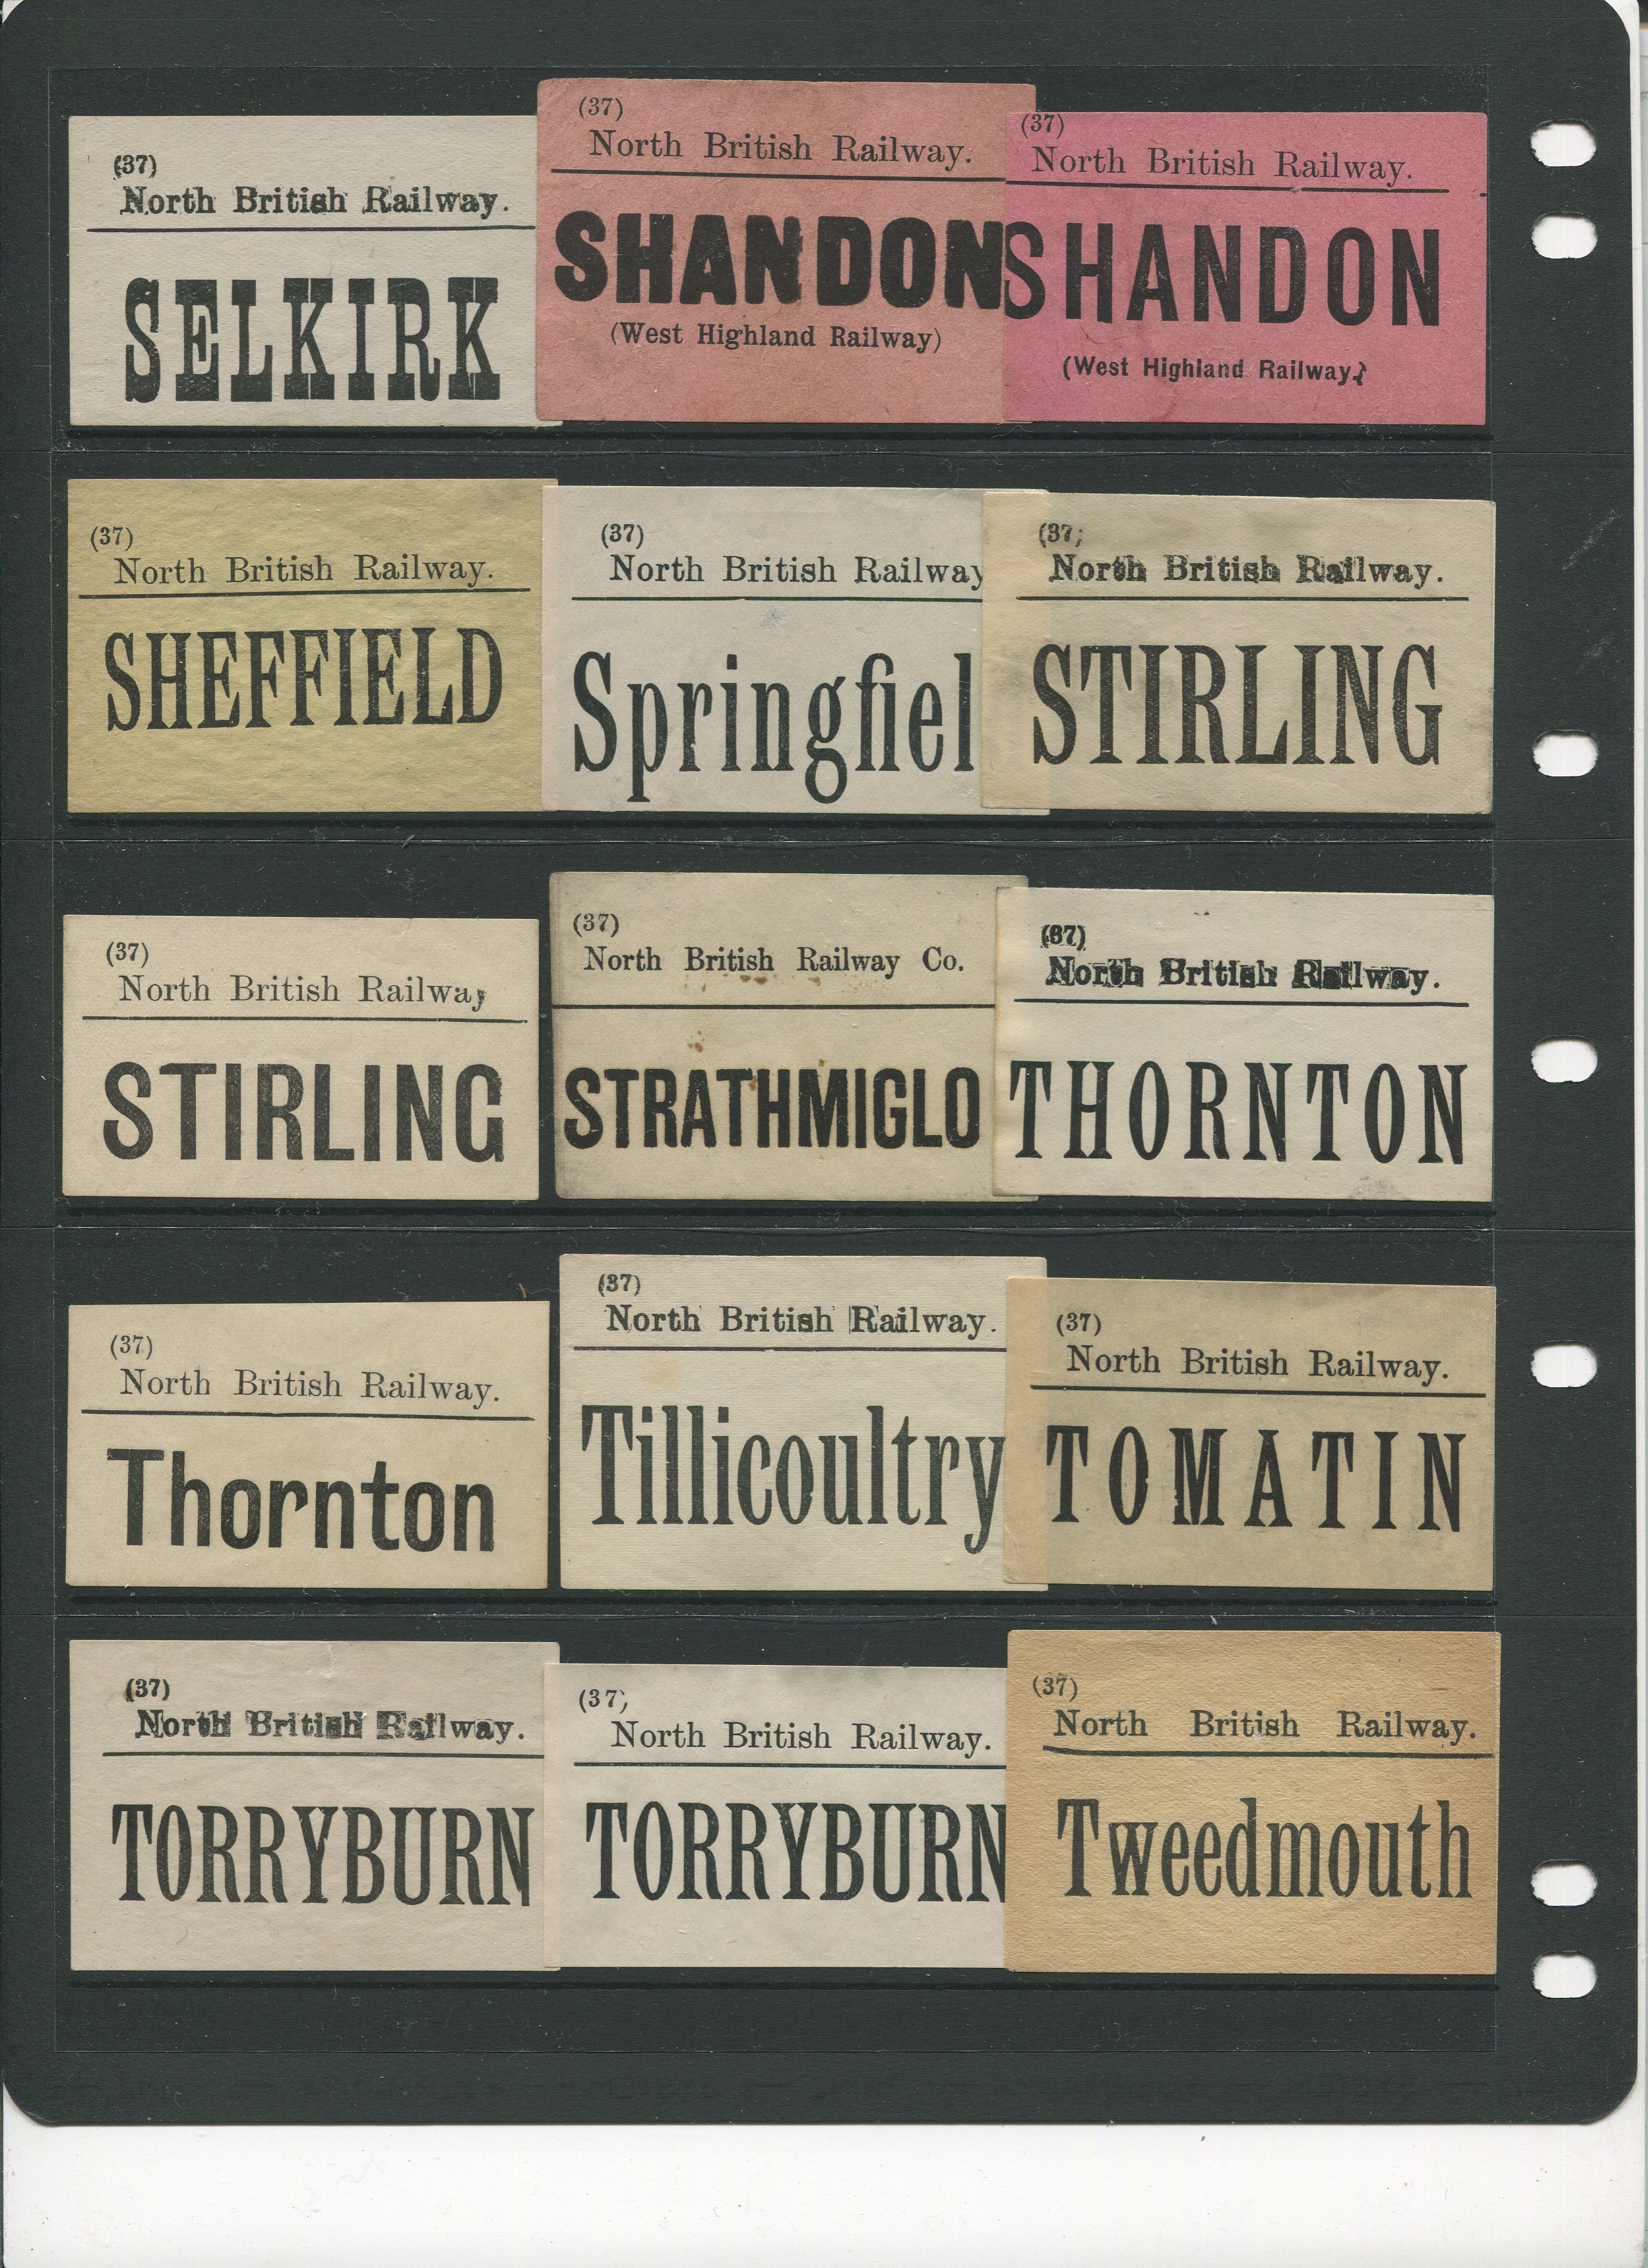 (37)
North British Railway.
SELKIRK
(37)
North British Railway.
SHANDON
(West Highland Railway)
(37)
North British Railway.
SHANDON
(West Highland Railway.)
(37)
North British Railway.
SHEFFIELD
(37)
North British Railway
Springfiel
(37)
North British Railway.
STIRLING
(37)
North British Railway
STIRLING
(37)
North British Railway Co.
STRATHMIGLO
(37)
North British Railway.
THORNTON
(37)
North British Railway.
Thornton
(37)
North British Railway.
Tillicoultry
(37)
North British Railway.
TOMATIN
(37)
North British Railway.
TORRYBURN
(37)
North British Railway.
TORRYBURN
(37)
North British Railway.
Tweedmouth